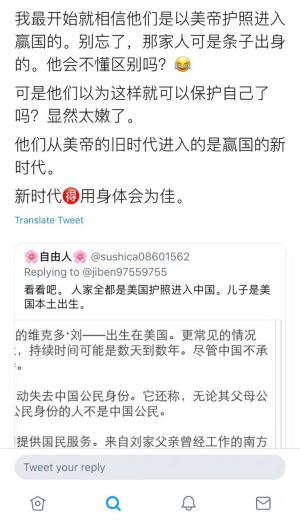 我最开始就相信他们是以美帝护照进入
赢国的。别忘了，那家人可是条子出身
的。他会不懂区别吗？😂
可是他们以为这样就可以保护自己了
吗？显然太嫩了。
他们从美帝的旧时代进入的是赢国的新
时代。
新时代🉐用身体会为佳。
Translate Tweet
🌸自由人🌸 @sushica08601562
Replying to @jiben97559755
看看吧。 人家全都是美国护照进入中国。儿子是美
国本土出生。
的维克多·刘——出生在美国。更常见的情况
，持续时间可能是数天到数年。尽管中国不承
动失去中国公民身份。它还称，无论其父母公
公民身份的人不是中国公民。
提供国民服务。来自刘家父亲曾经工作的南方
Tweet your reply